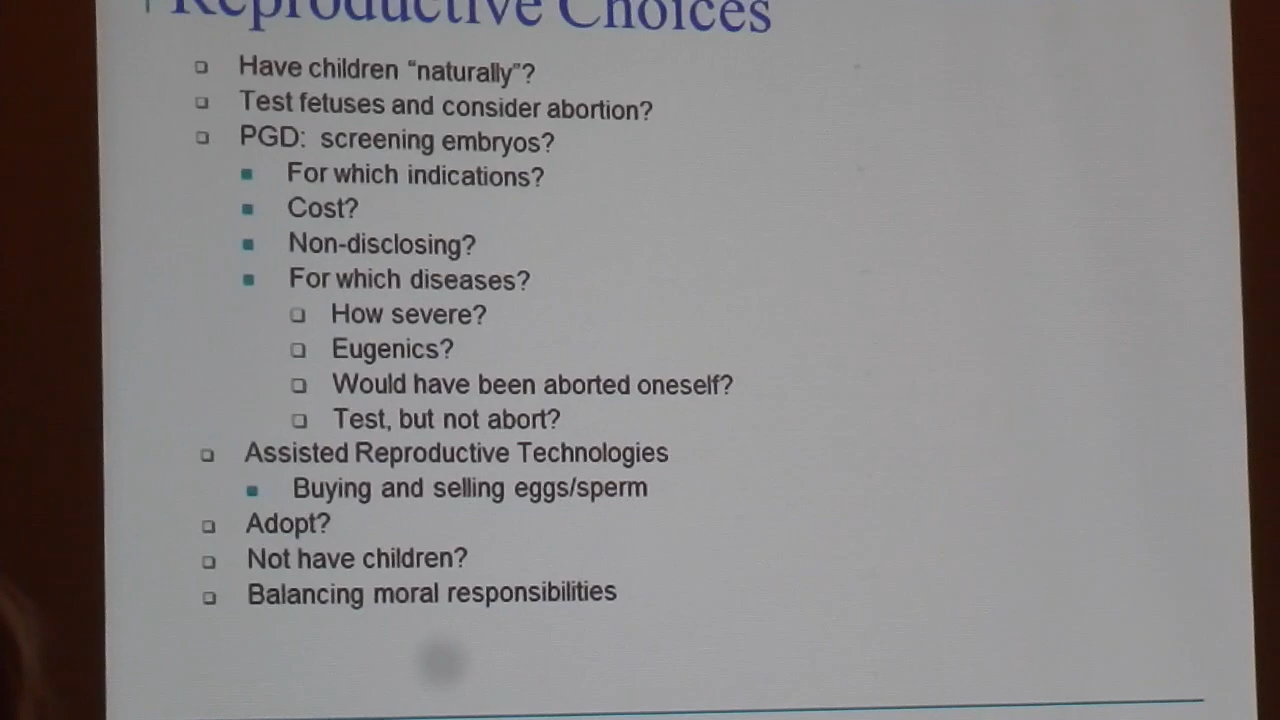 Reproductive Choices
Have children “naturally”?
Test fetuses and consider abortion?
PGD: screening embryos?
For which indications?
Cost?
Non-disclosing?
For which diseases?
How severe?
Eugenics?
Would have been aborted oneself?
Test, but not abort?
Assisted Reproductive Technologies
Buying and selling eggs/sperm
Adopt?
Not have children?
Balancing moral responsibilities